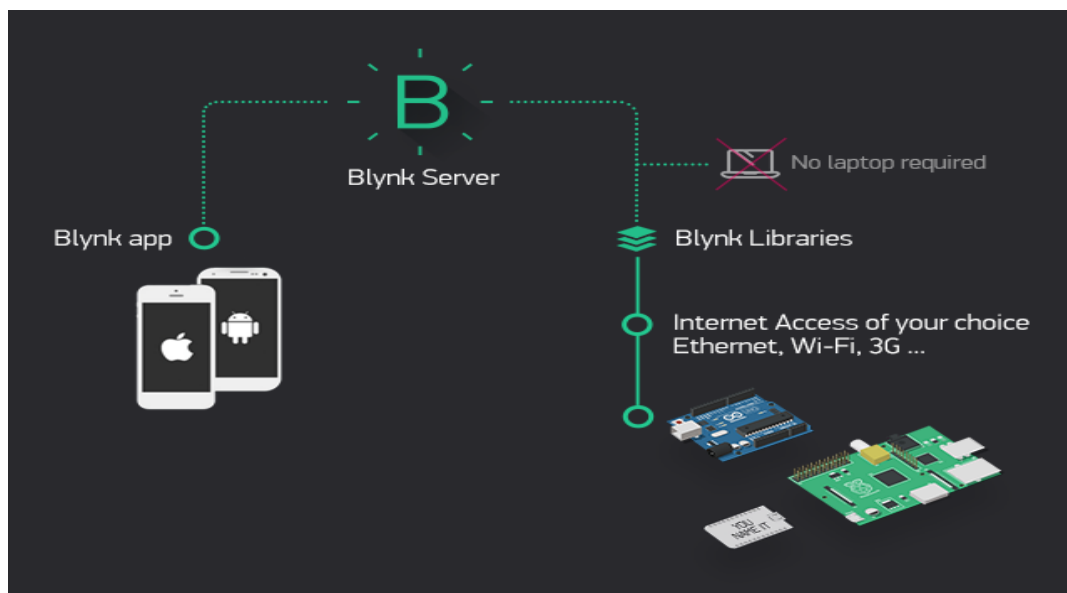 B
Blynk Server
No laptop required
Blynk app
Blynk Libraries
Internet Access of your choice
Ethernet, Wi-Fi, 3G ...
YOU
NAME IT